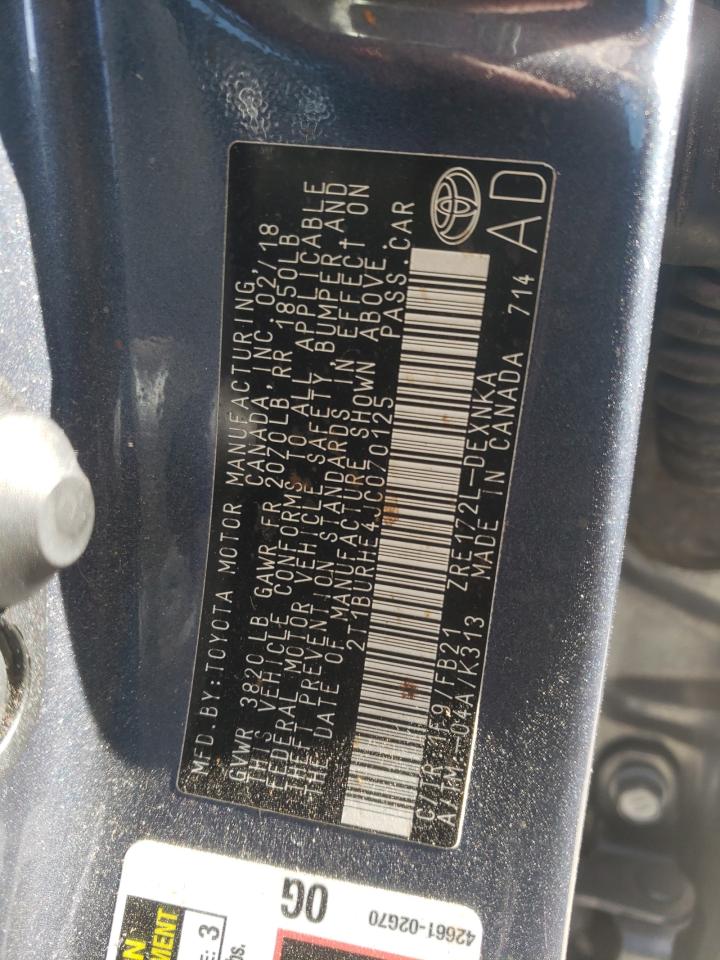 MFD.BY:TOYOTA MOTOR MANUFACTURING,
CANADA,INC. 02/18
GVWR 3820LB GAWR FR 2070LB,RR 1850LB
THIS VEHICLE CONFORMS TO ALL APPLICABLE
FEDERAL MOTOR VEHICLE SAFETY, BUMPER,AND
THEFT PREVENTION STANDARDS IN EFFECT ON
THE DATE OF MANUFACTURE SHOWN ABOVE.
2T1BURHE4JC070125 PASS.CAR
C/TR: /FB21 ZRE172L-DEXNKA
A/TM: -04A/K313 MADE IN CANADA 714
AD
0G
42661-02G70
: 3